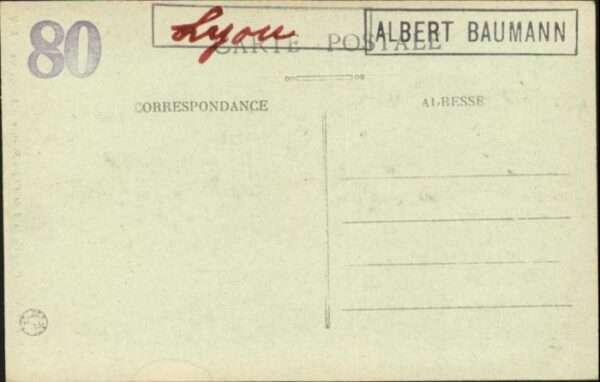 80
Lyon
ALBERT BAUMANN
CARTE POSTALE
CORRESPONDANCE
ADRESSE